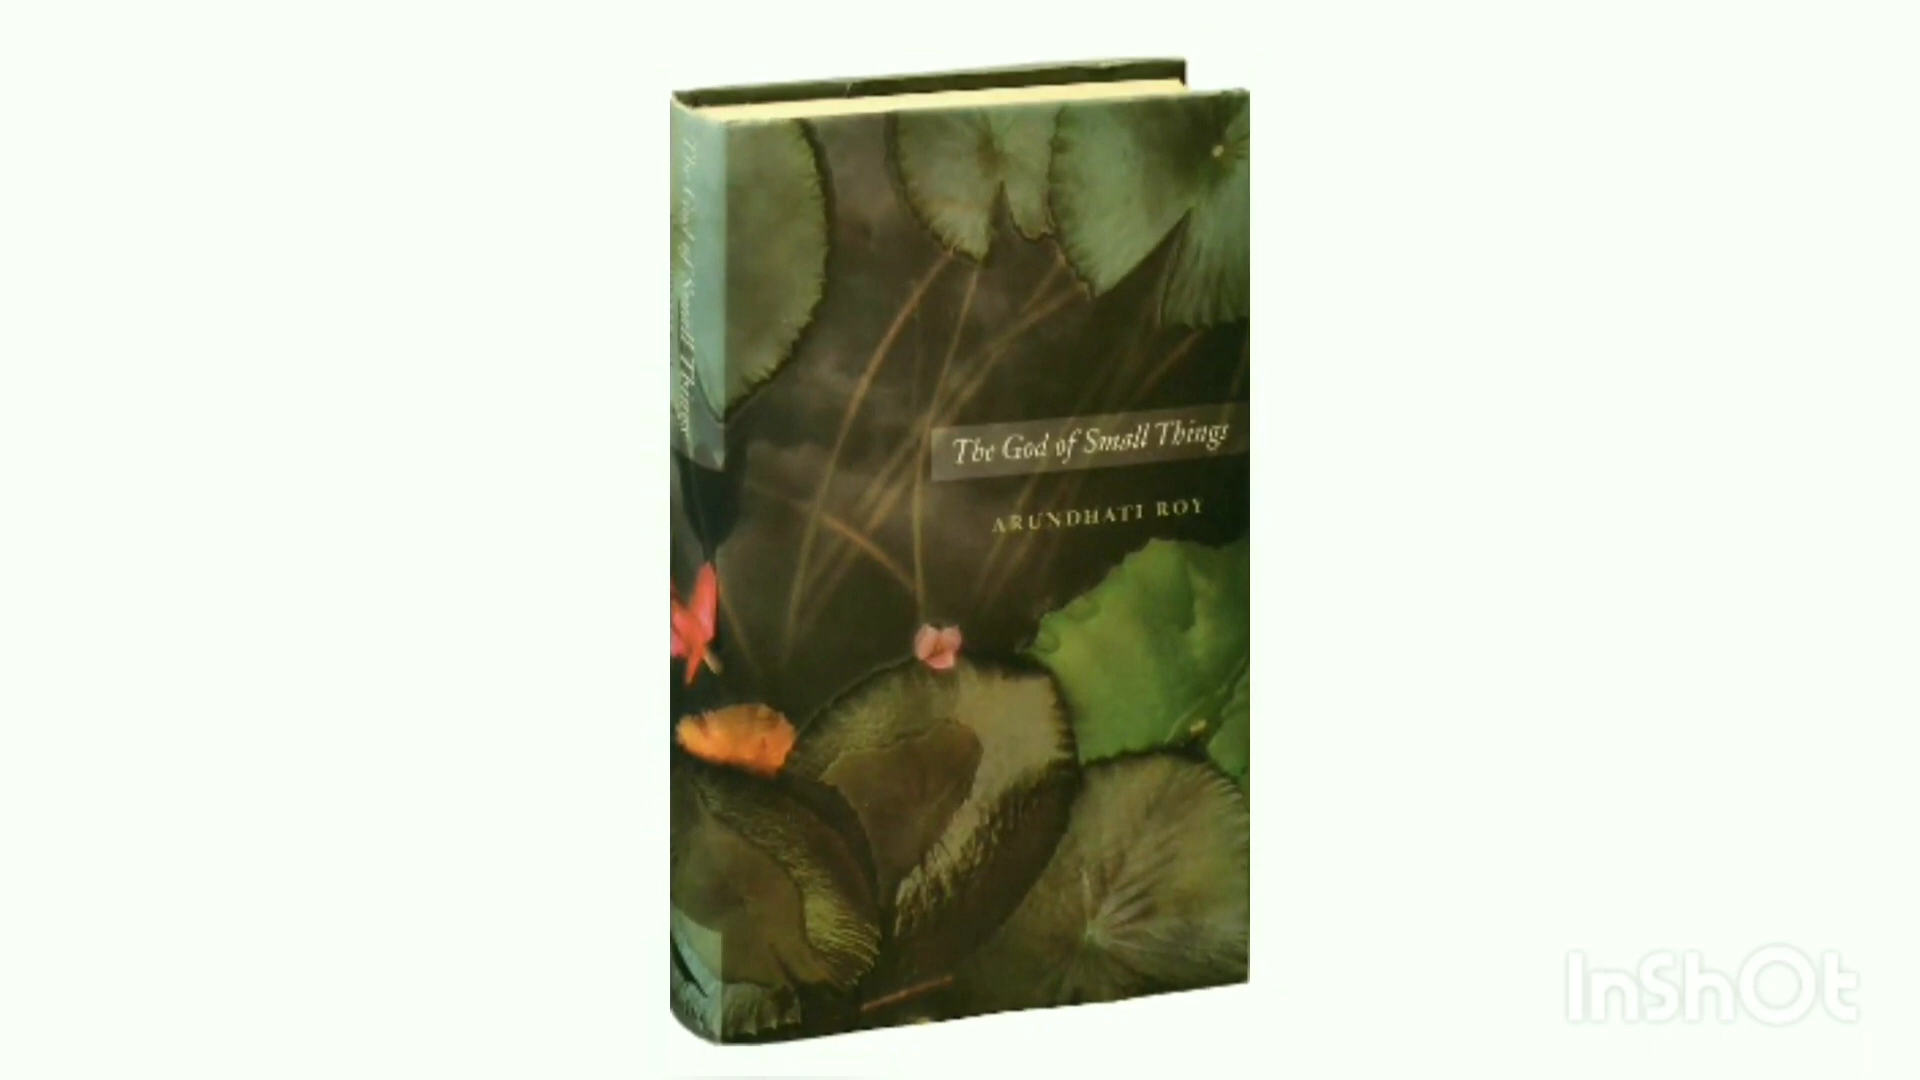 The God of Small Things
The God of Small Things
ARUNDHATI ROY
InShOt